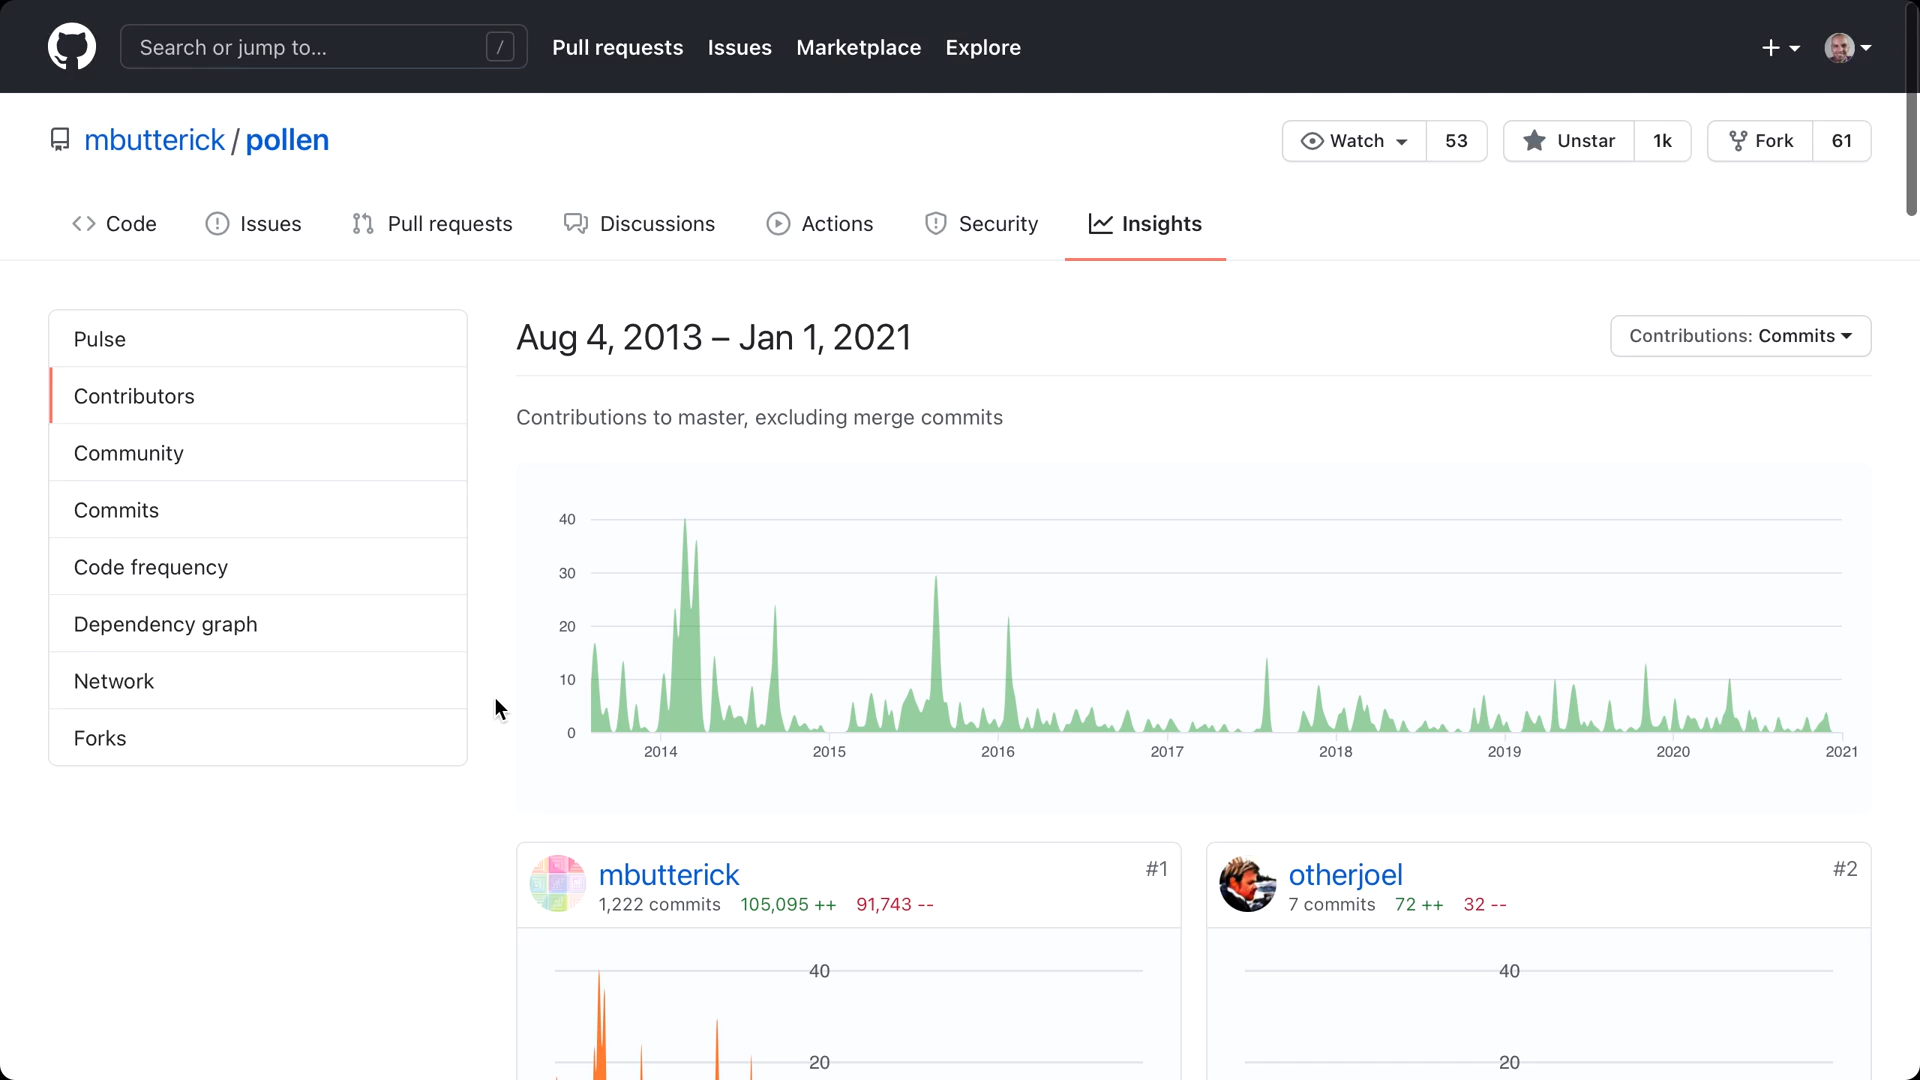 Search or jump to... /
Pull requests Issues Marketplace Explore
mbutterick / pollen
Watch 53 Unstar 1k Fork 61
Code Issues Pull requests Discussions Actions Security Insights
Pulse
Contributors
Community
Commits
Code frequency
Dependency graph
Network
Forks
Aug 4, 2013 – Jan 1, 2021
Contributions: Commits
Contributions to master, excluding merge commits
40
30
20
10
0
2014 2015 2016 2017 2018 2019 2020 2021
mbutterick #1
1,222 commits 105,095 ++ 91,743 --
40
20
otherjoel #2
7 commits 72 ++ 32 --
40
20